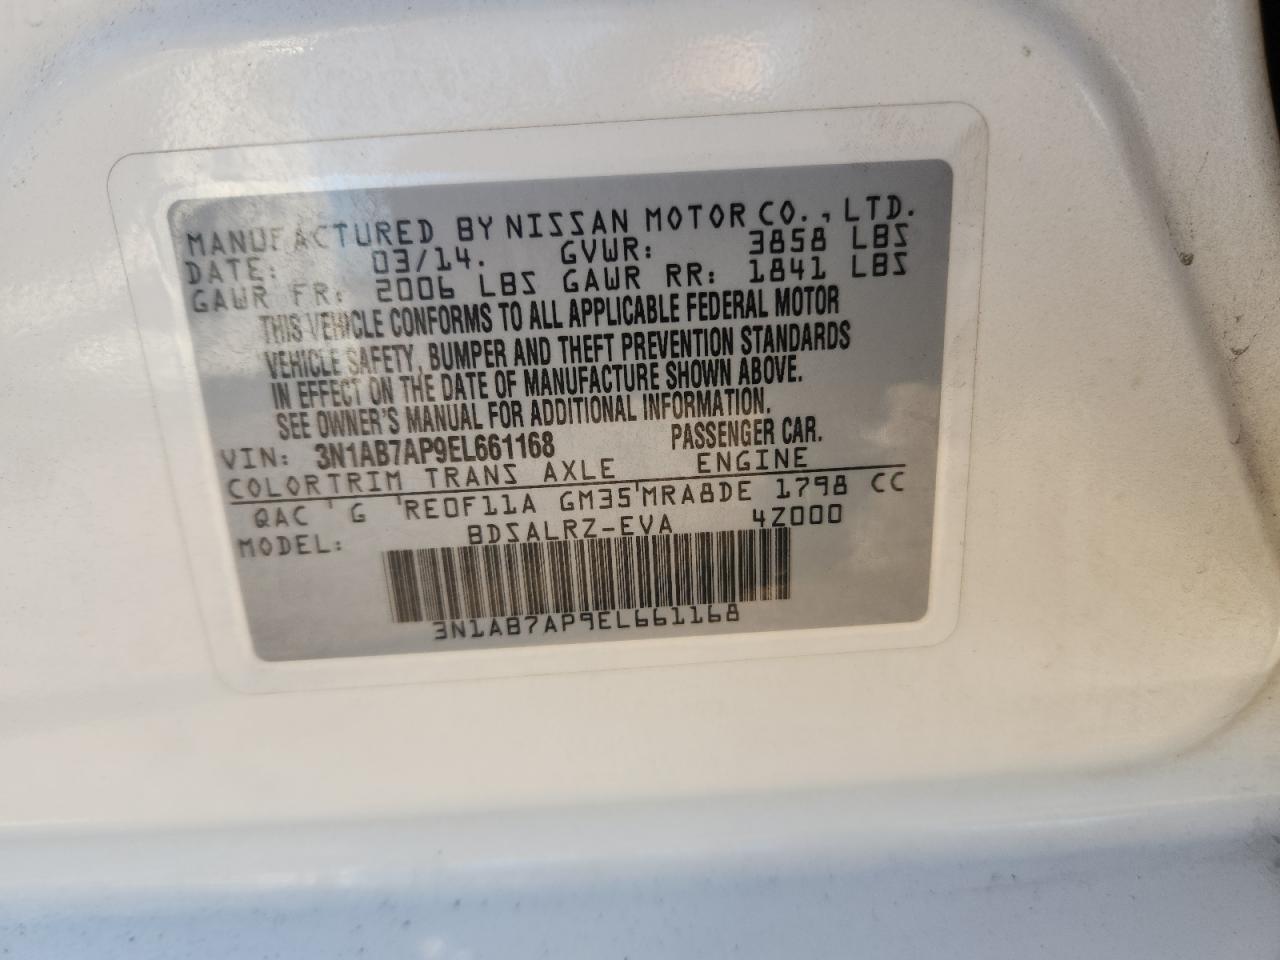 MANUFACTURED BY NISSAN MOTOR CO., LTD.
DATE: 03/14. GVWR: 3858 LBS
GAWR FR: 2006 LBS GAWR RR: 1841 LBS
THIS VEHICLE CONFORMS TO ALL APPLICABLE FEDERAL MOTOR
VEHICLE SAFETY, BUMPER AND THEFT PREVENTION STANDARDS
IN EFFECT ON THE DATE OF MANUFACTURE SHOWN ABOVE.
SEE OWNER'S MANUAL FOR ADDITIONAL INFORMATION.
VIN: 3N1AB7AP9EL661168 PASSENGER CAR.
COLOR TRIM TRANS AXLE ENGINE
QAC ' G ' RE0F11A GM35 ' MRA8DE 1798 CC
MODEL: BDSALRZ-EVA 4Z000
3N1AB7AP9EL661168